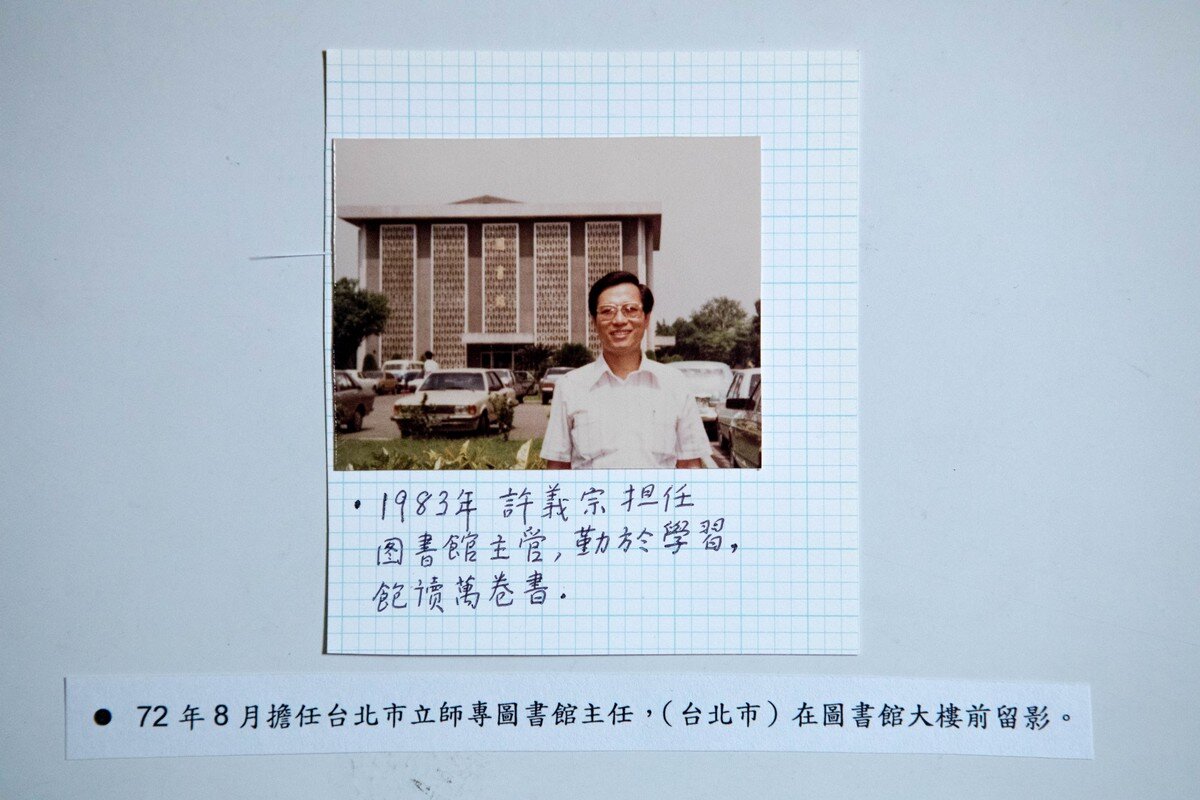 • 1983年 許義宗 担任
图書館主管,勤於學習,
飽读萬卷書.
● 72 年 8 月擔任台北市立師專圖書館主任，（台北市）在圖書館大樓前留影。